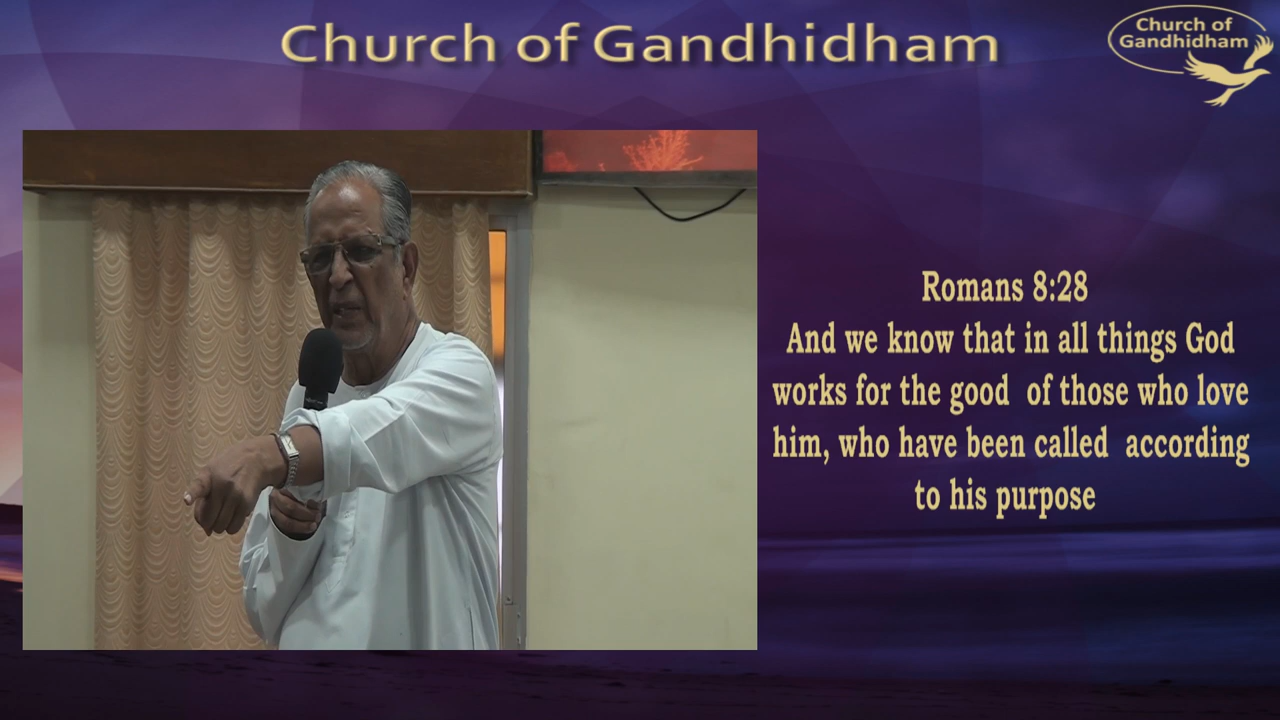 Church of Gandhidham
Church of
Gandhidham
Romans 8:28
And we know that in all things God
works for the good  of those who love
him, who have been called  according
to his purpose